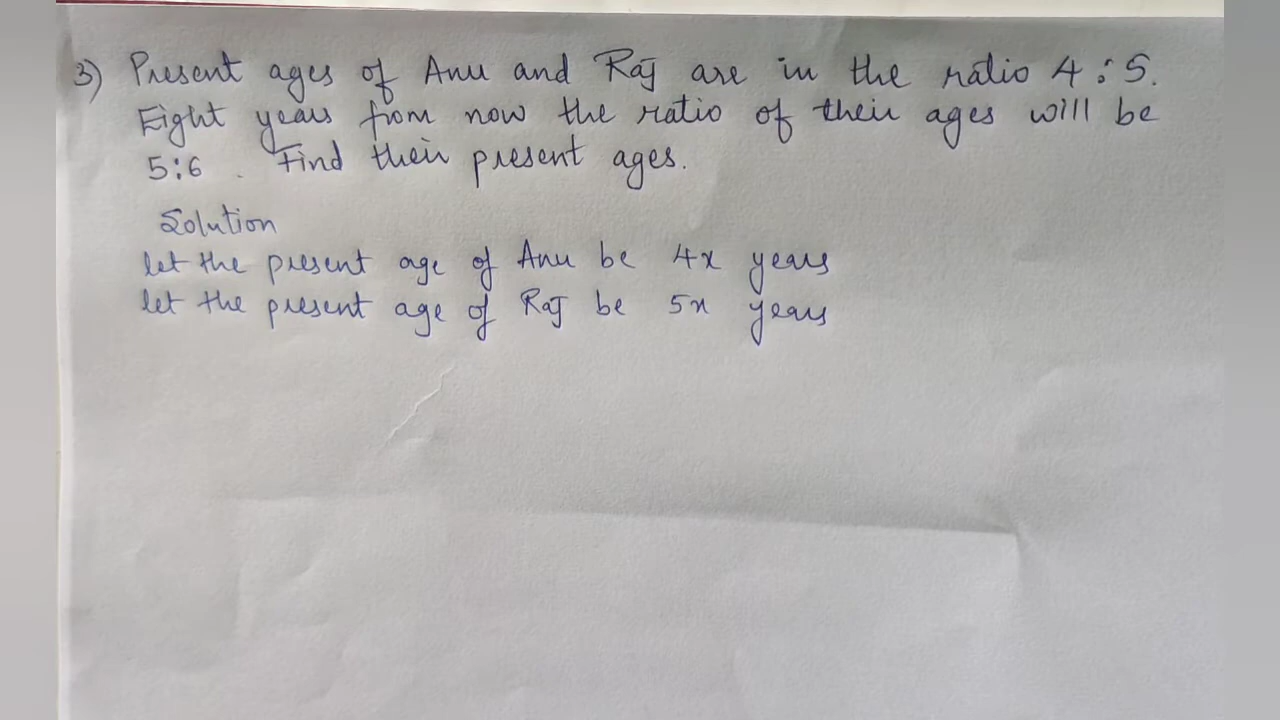 3) Present ages of Anu and Raj are in the ratio 4:5.
Eight years from now the ratio of their ages will be
5:6. Find their present ages.
Solution
let the present age of Anu be 4x years
let the present age of Raj be 5x years